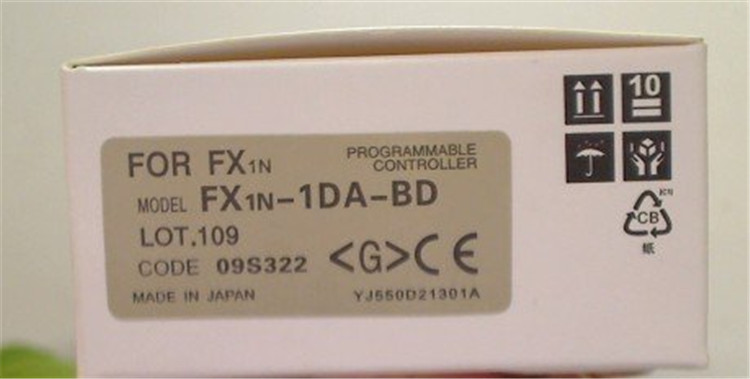 FOR FX1N
PROGRAMMABLE
CONTROLLER
MODEL FX1N-1DA-BD
LOT.109
CODE 09S322 <G>CE
MADE IN JAPAN YJ550D21301A
10
CB
紙